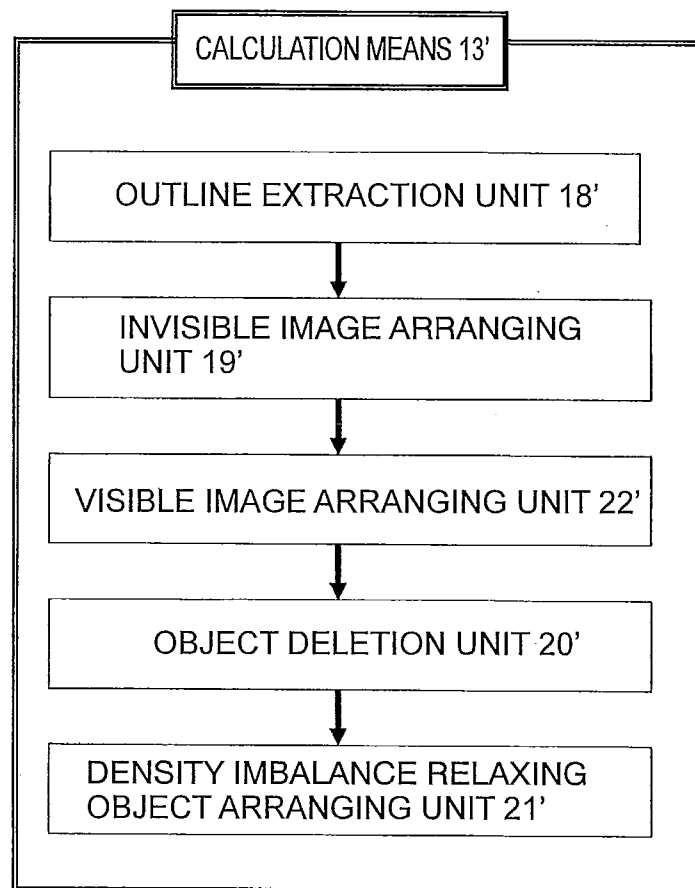 CALCULATION MEANS 13'
OUTLINE EXTRACTION UNIT 18'
INVISIBLE IMAGE ARRANGING
UNIT 19'
VISIBLE IMAGE ARRANGING UNIT 22'
OBJECT DELETION UNIT 20'
DENSITY IMBALANCE RELAXING
OBJECT ARRANGING UNIT 21'